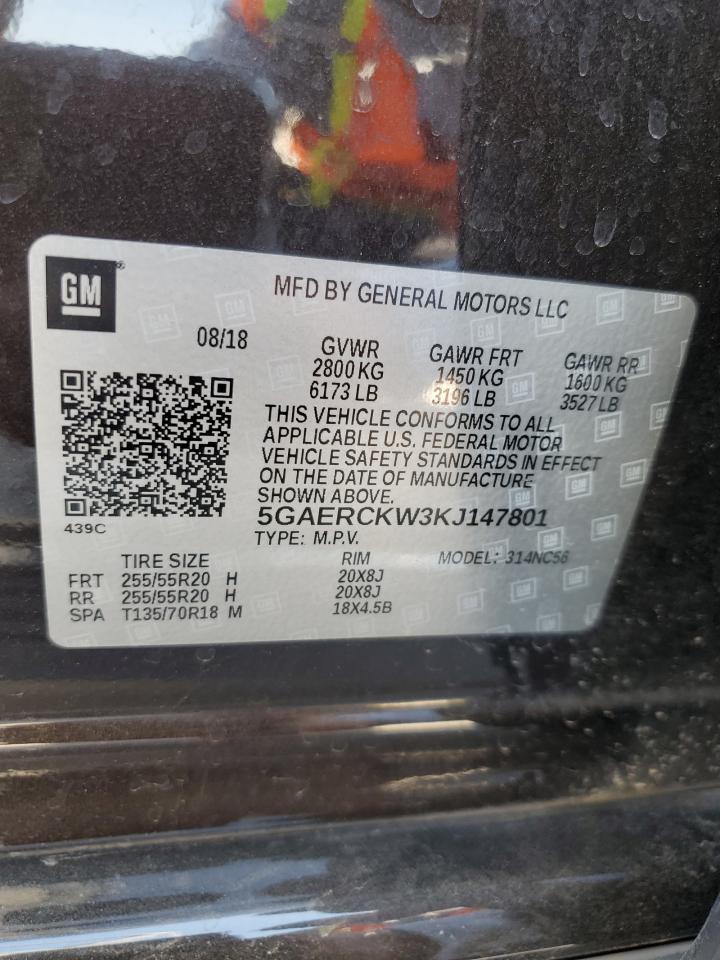 GM®
MFD BY GENERAL MOTORS LLC
08/18
GVWR
2800 KG
6173 LB
GAWR FRT
1450 KG
3196 LB
GAWR RR
1600 KG
3527 LB
THIS VEHICLE CONFORMS TO ALL
APPLICABLE U.S. FEDERAL MOTOR
VEHICLE SAFETY STANDARDS IN EFFECT
ON THE DATE OF MANUFACTURE
SHOWN ABOVE.
439C
5GAERCKW3KJ147801
TYPE: M.P.V.
MODEL: 314NC56
TIRE SIZE RIM
FRT 255/55R20 H 20X8J
RR 255/55R20 H 20X8J
SPA T135/70R18 M 18X4.5B